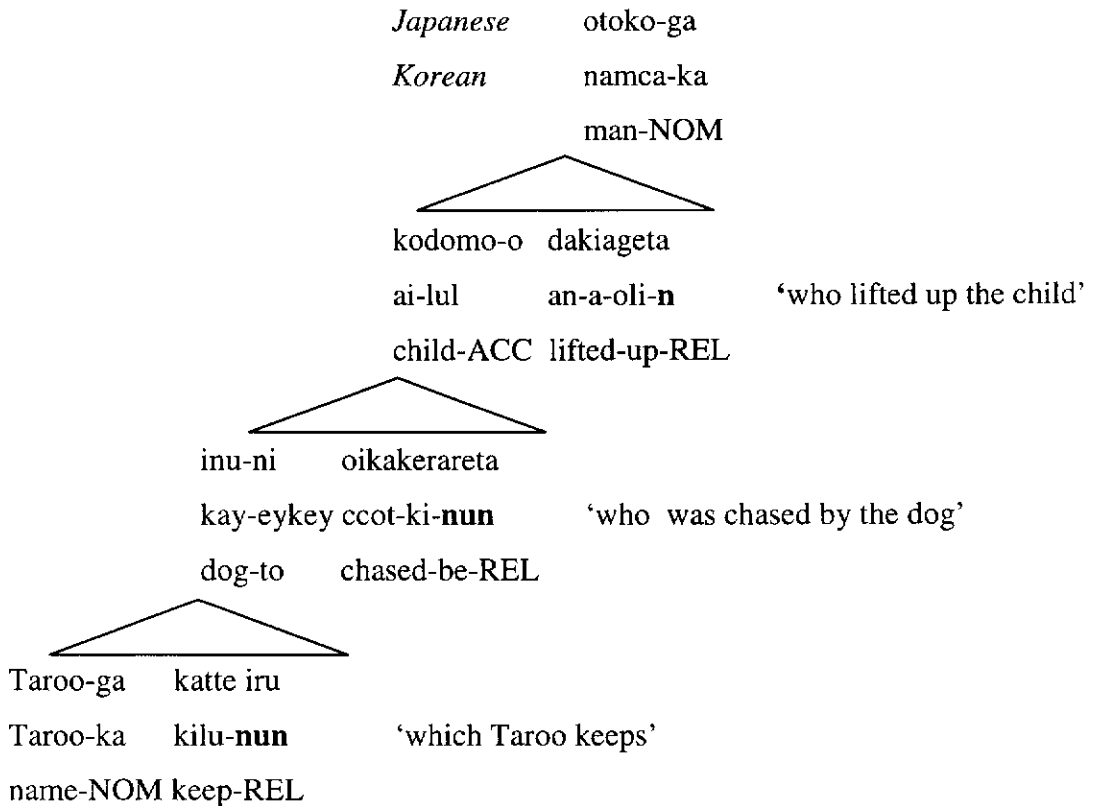 Japanese otoko-ga
Korean namca-ka
man-NOM
kodomo-o dakiageta
ai-lul an-a-oli-n ‘who lifted up the child’
child-ACC lifted-up-REL
inu-ni oikakerareta
kay-eykey ccot-ki-nun ‘who was chased by the dog’
dog-to chased-be-REL
Taroo-ga katte iru
Taroo-ka kilu-nun ‘which Taroo keeps’
name-NOM keep-REL